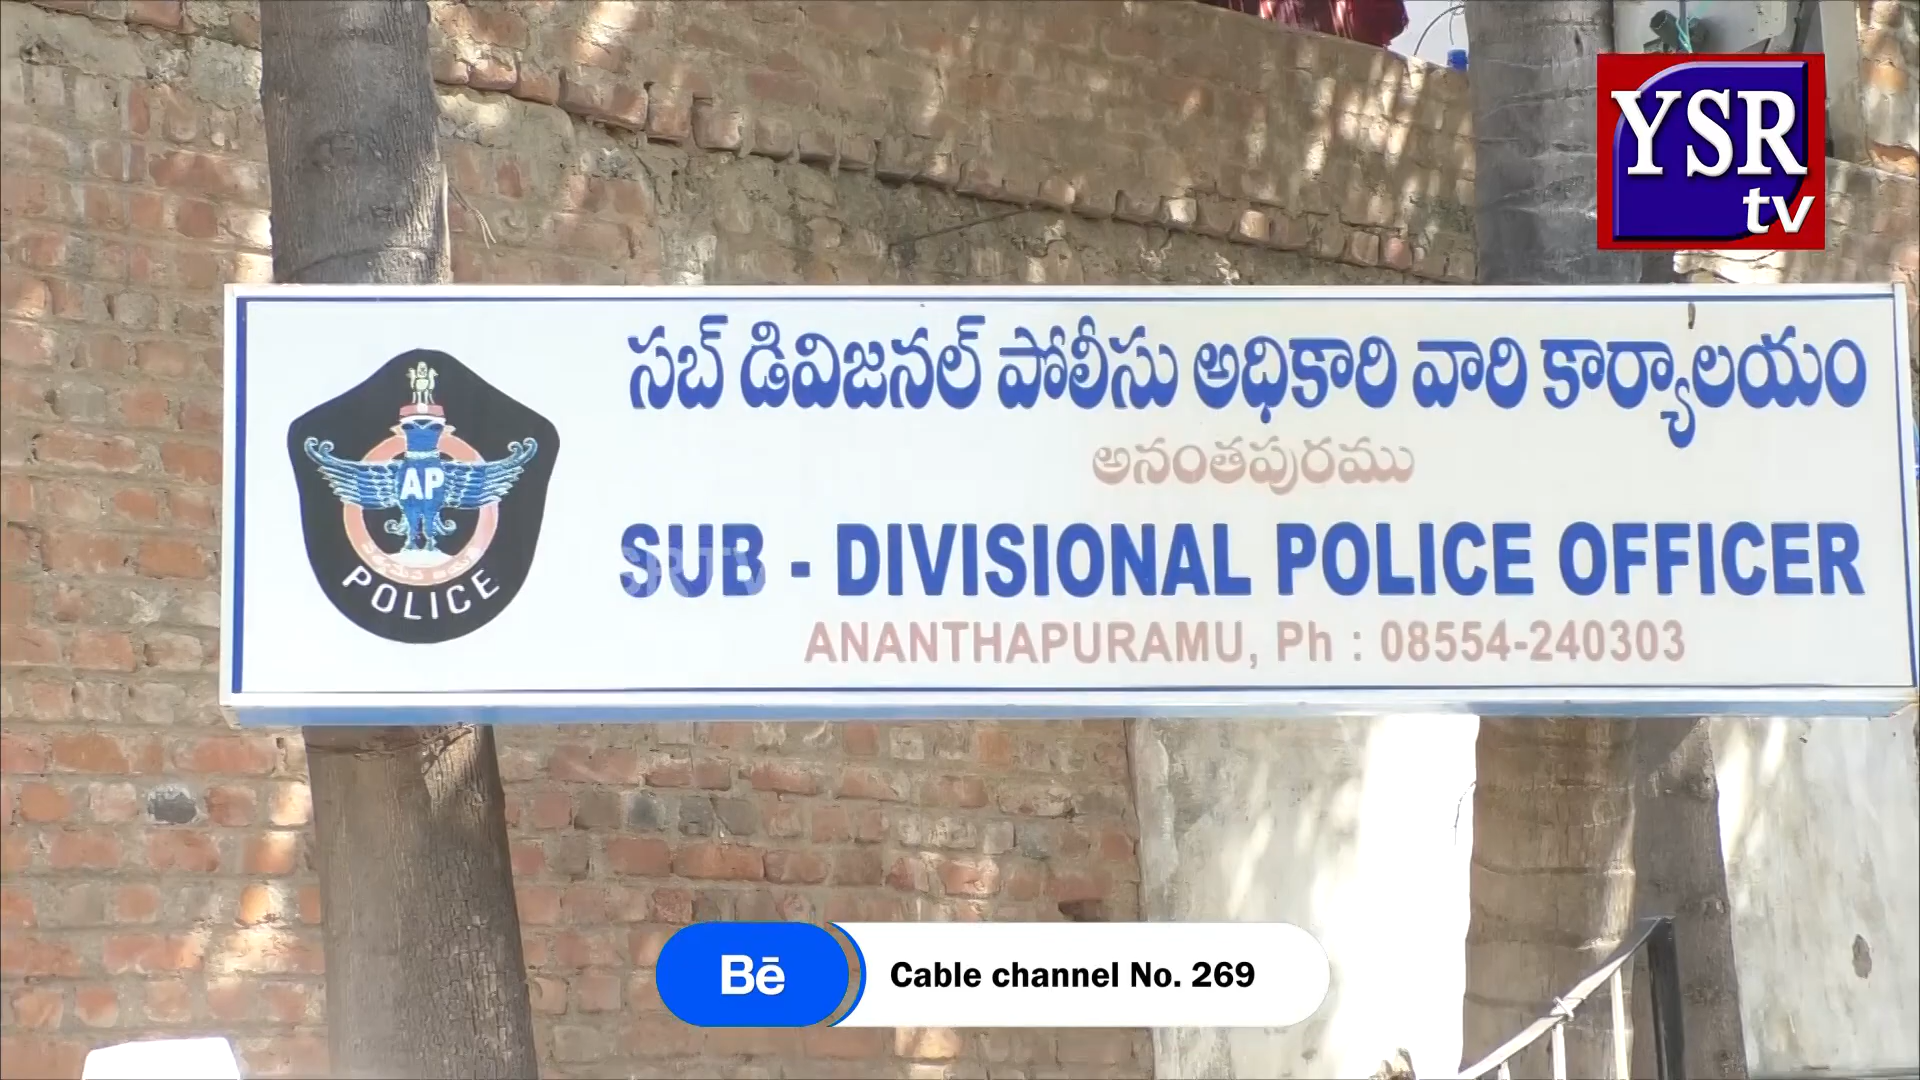 YSR
tv
సబ్ డివిజనల్ పోలీసు అధికారి వారి కార్యాలయం
అనంతపురము
AP
POLICE
SUB - DIVISIONAL POLICE OFFICER
ANANTHAPURAMU, Ph : 08554-240303
Bē Cable channel No. 269